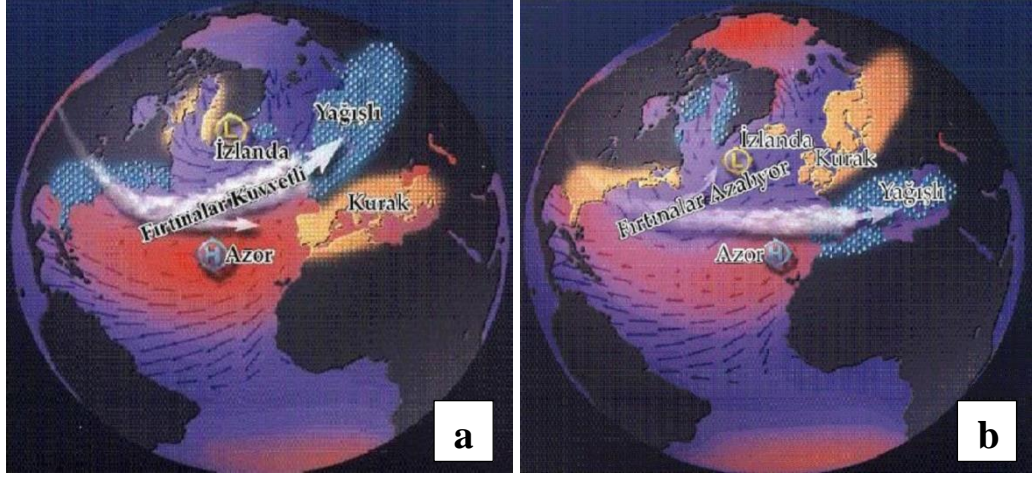 Yağışlı
L
İzlanda
Fırtınalar Kuvvetli
Kurak
H
Azor
a
L
İzlanda
Kurak
Fırtınalar Azalıyor
Yağışlı
Azor
H
b